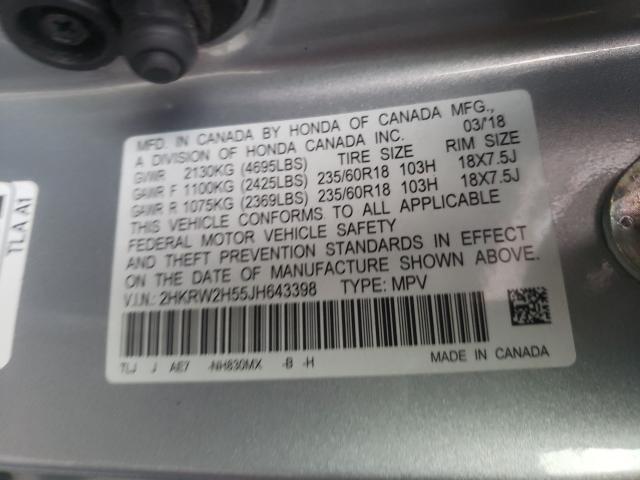 MFD. IN CANADA BY HONDA OF CANADA MFG.,
A DIVISION OF HONDA CANADA INC. 03/'18
GVWR 2130KG (4695LBS) TIRE SIZE RIM SIZE
GAWR F 1100KG (2425LBS) 235/60R18 103H 18X7.5J
GAWR R 1075KG (2369LBS) 235/60R18 103H 18X7.5J
THIS VEHICLE CONFORMS TO ALL APPLICABLE
FEDERAL MOTOR VEHICLE SAFETY
AND THEFT PREVENTION STANDARDS IN EFFECT
ON THE DATE OF MANUFACTURE SHOWN ABOVE.
V.I.N.: 2HKRW2H55JH643398 TYPE: MPV
TLJ J AE7 -NH830MX -B -H MADE IN CANADA
TLA A1